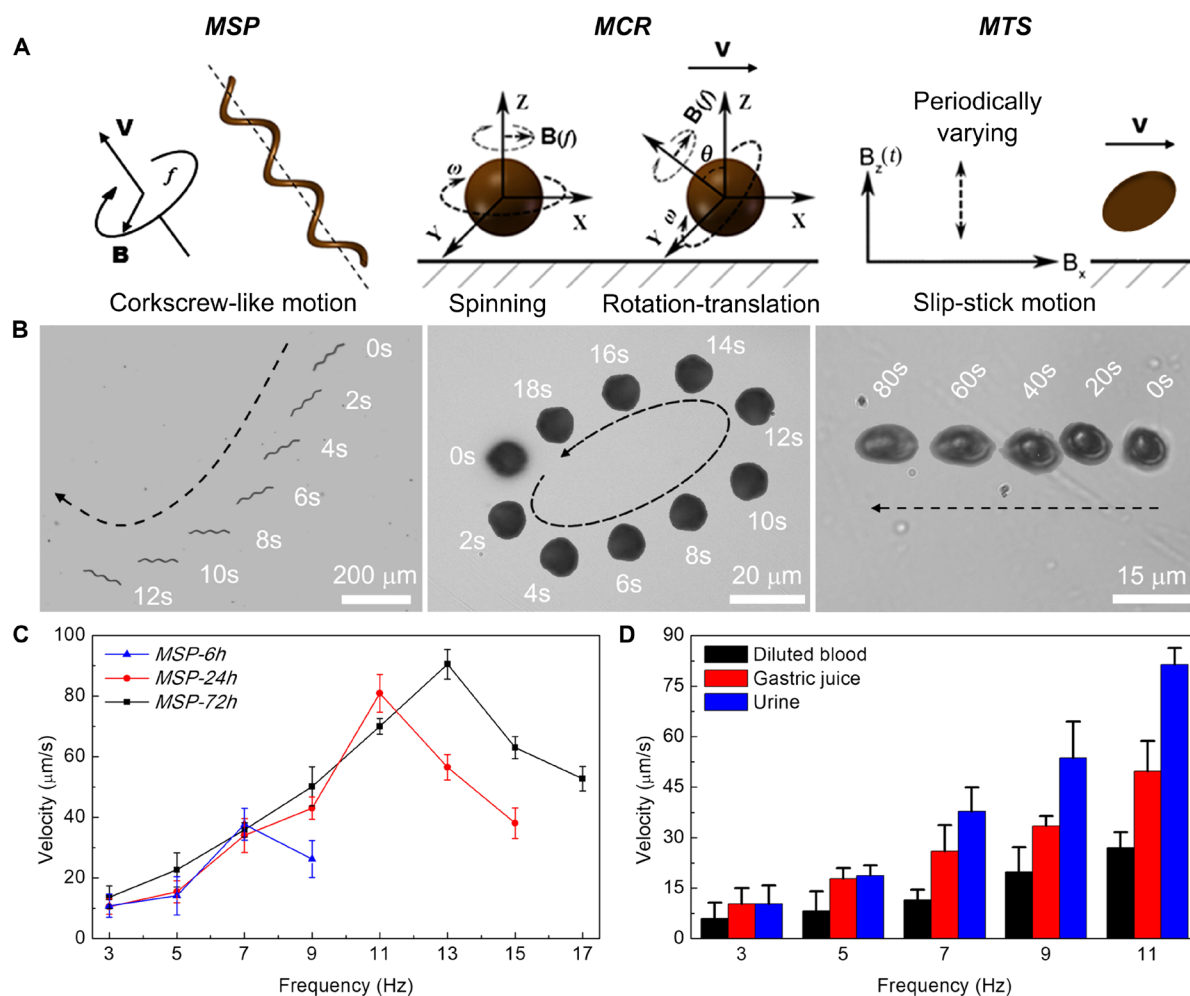 MSP MCR MTS
A
V
f
B
Z
B(f)
ω
X
Y
V
Z
B(f)
θ
X
Y
ω
Periodically
varying
B_z(t)
B_x
V
Corkscrew-like motion
Spinning
Rotation-translation
Slip-stick motion
B
0s
2s
4s
6s
8s
10s
12s
200 μm
0s
2s
4s
6s
8s
10s
12s
14s
16s
18s
20 μm
80s
60s
40s
20s
0s
15 μm
C
MSP-6h
MSP-24h
MSP-72h
Velocity (μm/s)
100
80
60
40
20
0
3 5 7 9 11 13 15 17
Frequency (Hz)
D
Diluted blood
Gastric juice
Urine
Velocity (μm/s)
90
75
60
45
30
15
0
3 5 7 9 11
Frequency (Hz)